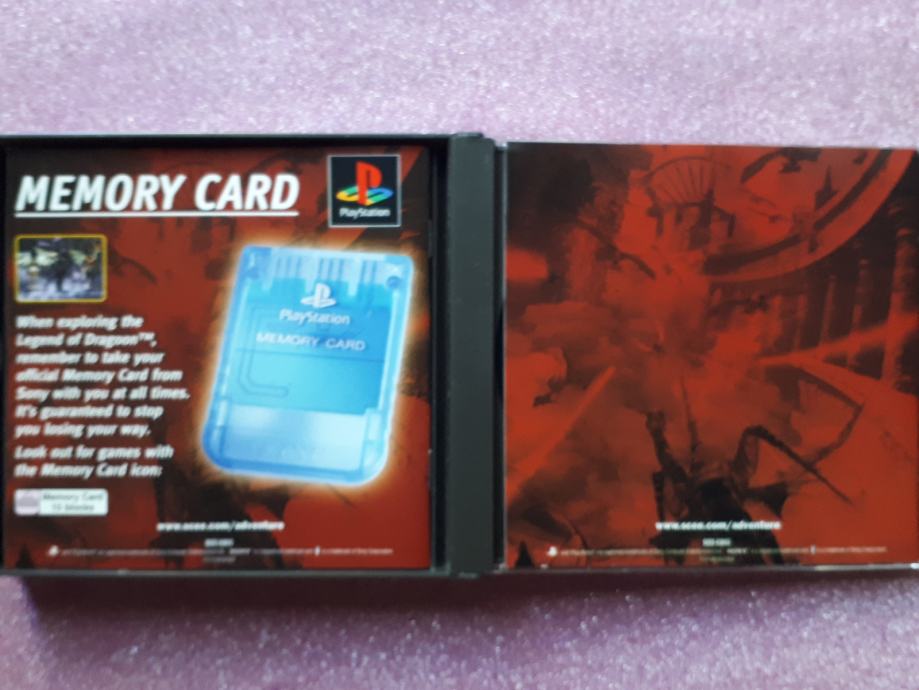 MEMORY CARD
PlayStation
PlayStation
MEMORY CARD
When exploring the
Legend of Dragoon™,
remember to take your
official Memory Card from
Sony with you at all times.
It's guaranteed to stop
you losing your way.
Look out for games with
the Memory Card icon:
Memory Card
www.scee.com/adventure
www.scee.com/adventure